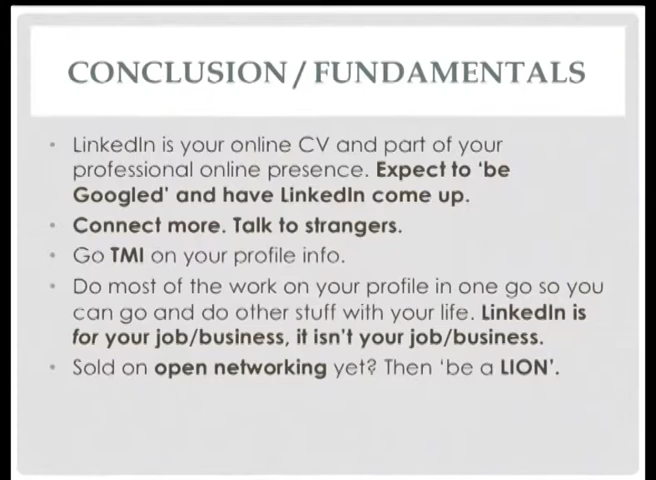 CONCLUSION / FUNDAMENTALS
• LinkedIn is your online CV and part of your
professional online presence. Expect to ‘be
Googled’ and have LinkedIn come up.
• Connect more. Talk to strangers.
• Go TMI on your profile info.
• Do most of the work on your profile in one go so you
can go and do other stuff with your life. LinkedIn is
for your job/business, it isn’t your job/business.
• Sold on open networking yet? Then ‘be a LION’.